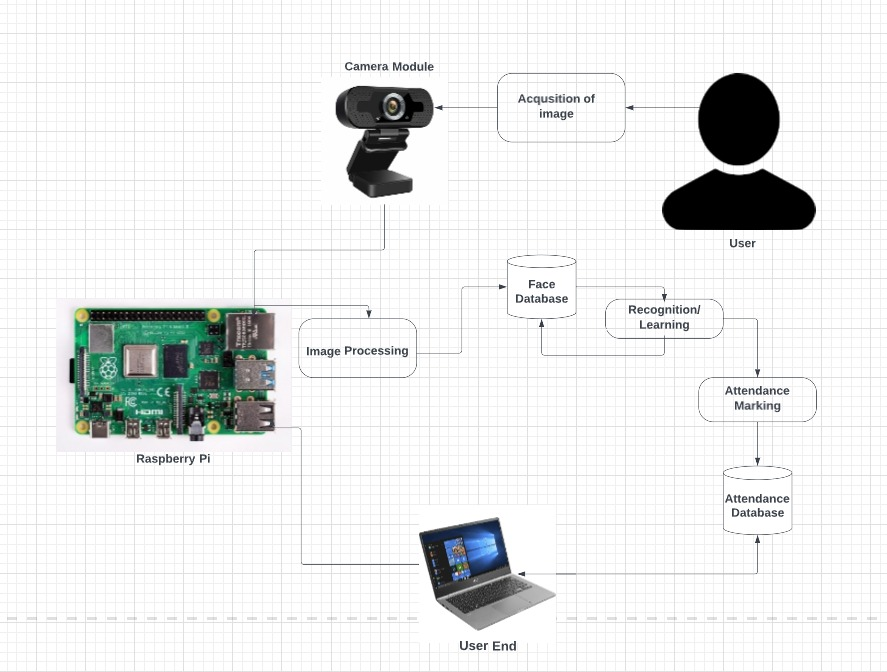 Camera Module
Acqusition of
image
User
Face
Database
Recognition/
Learning
Image Processing
Attendance
Marking
HDMI
Raspberry Pi
Attendance
Database
User End